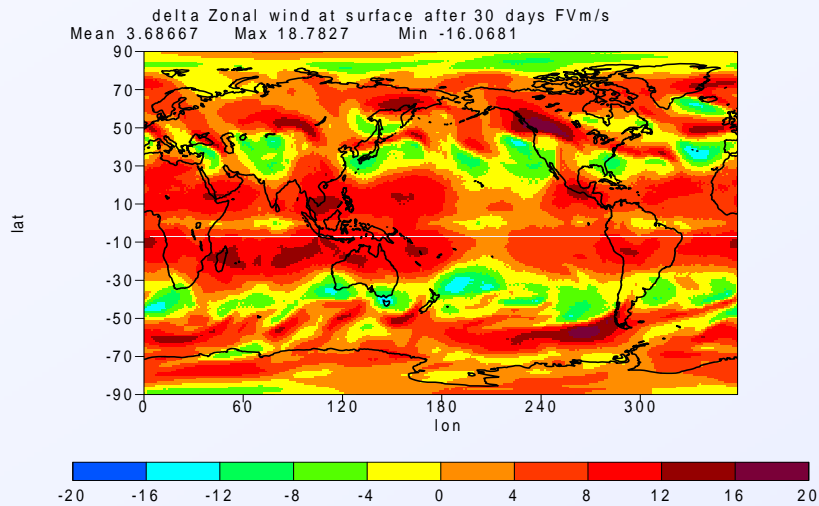 delta Zonal wind at surface after 30 days FVm/s
Mean 3.68667 Max 18.7827 Min -16.0681
90
70
50
30
10
-10
-30
-50
-70
-90
lat
0 60 120 180 240 300
lon
-20 -16 -12 -8 -4 0 4 8 12 16 20